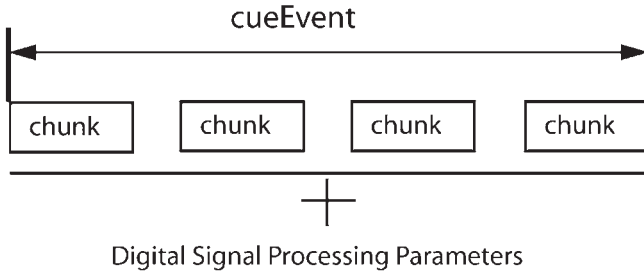 cueEvent
chunk chunk chunk chunk
Digital Signal Processing Parameters